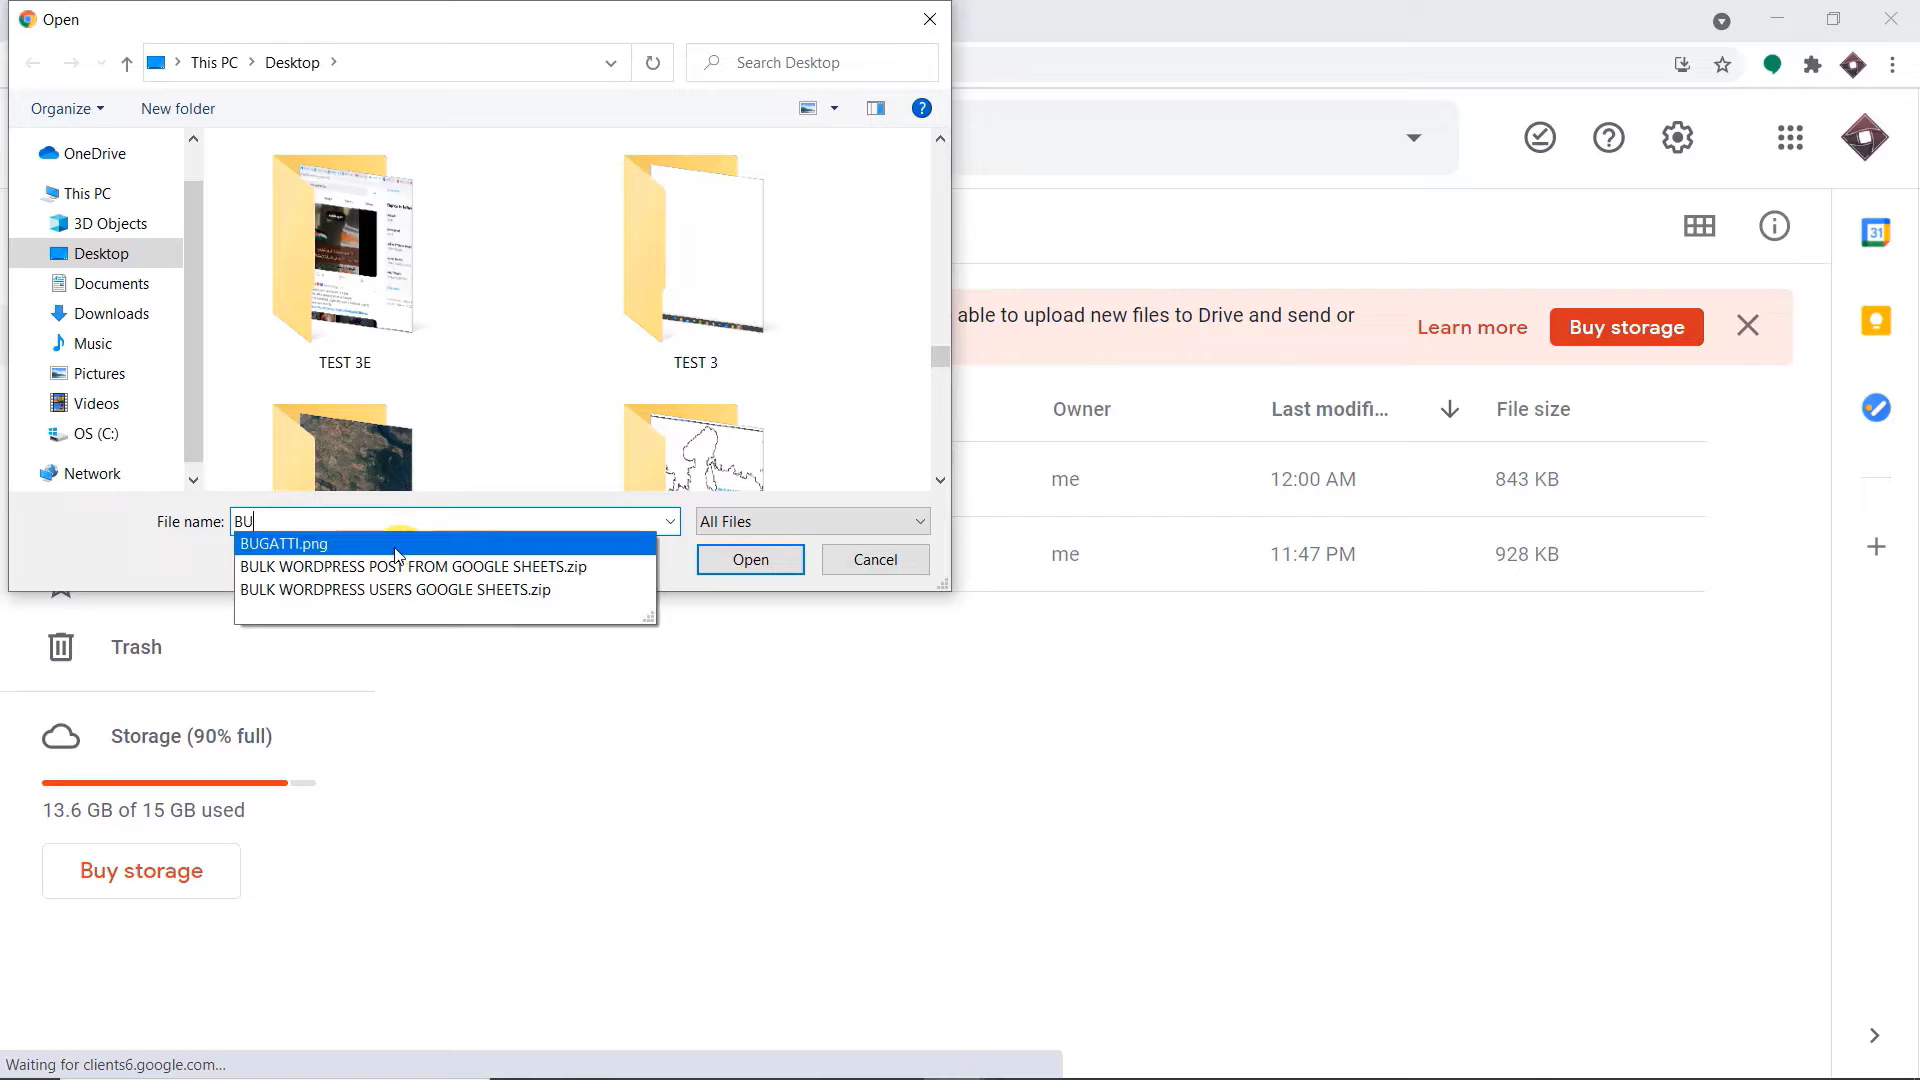 Open
This PC
Desktop
Search Desktop
Organize
New folder
OneDrive
This PC
3D Objects
Desktop
Documents
Downloads
Music
Pictures
Videos
OS (C:)
Network
TEST 3E
TEST 3
File name:
BU
All Files
BUGATTI.png
BULK WORDPRESS POST FROM GOOGLE SHEETS.zip
BULK WORDPRESS USERS GOOGLE SHEETS.zip
Open
Cancel
able to upload new files to Drive and send or
Learn more
Buy storage
Owner
Last modifi...
File size
me
12:00 AM
843 KB
me
11:47 PM
928 KB
31
Trash
Storage (90% full)
13.6 GB of 15 GB used
Buy storage
Waiting for clients6.google.com...